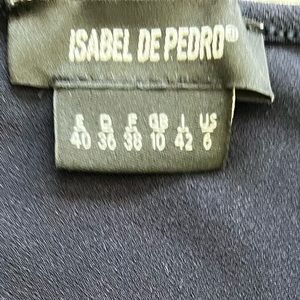 ISABEL DE PEDRO®
E D F GB I US
40 36 38 10 42 6